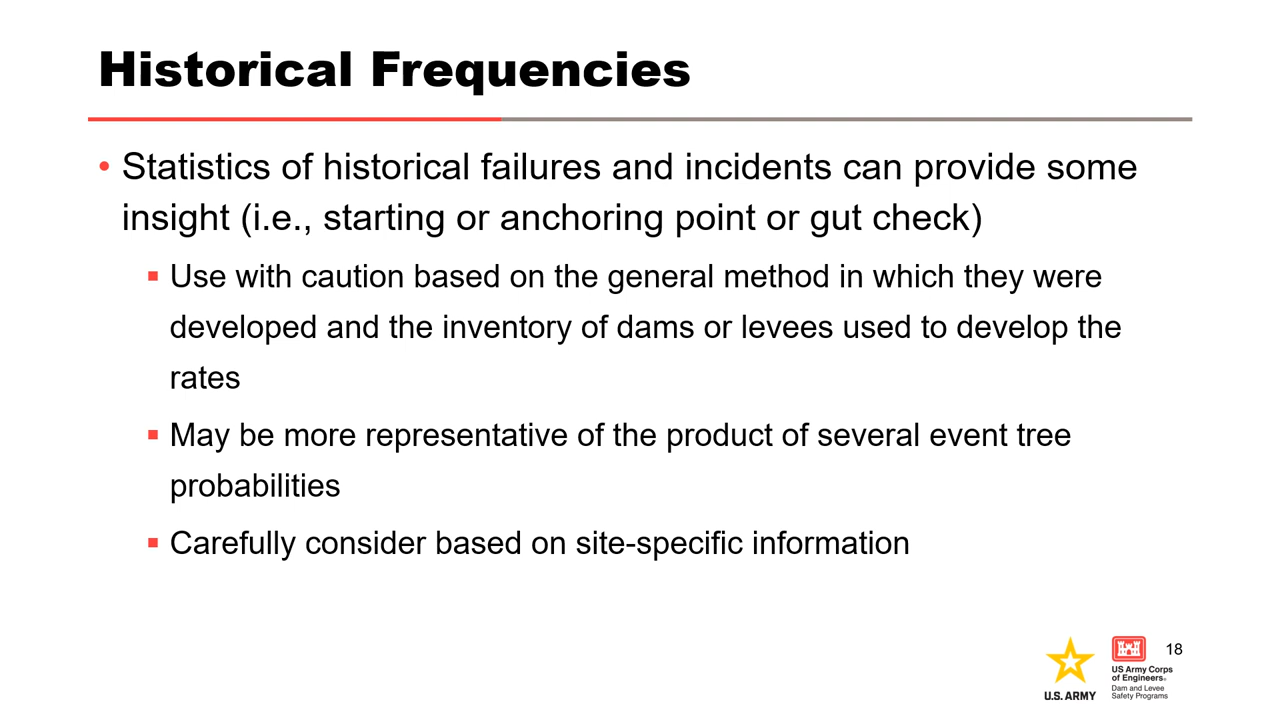 Historical Frequencies
• Statistics of historical failures and incidents can provide some
insight (i.e., starting or anchoring point or gut check)
▪ Use with caution based on the general method in which they were
developed and the inventory of dams or levees used to develop the
rates
▪ May be more representative of the product of several event tree
probabilities
▪ Carefully consider based on site-specific information
18
U.S. ARMY
US Army Corps
of Engineers®
Dam and Levee
Safety Programs